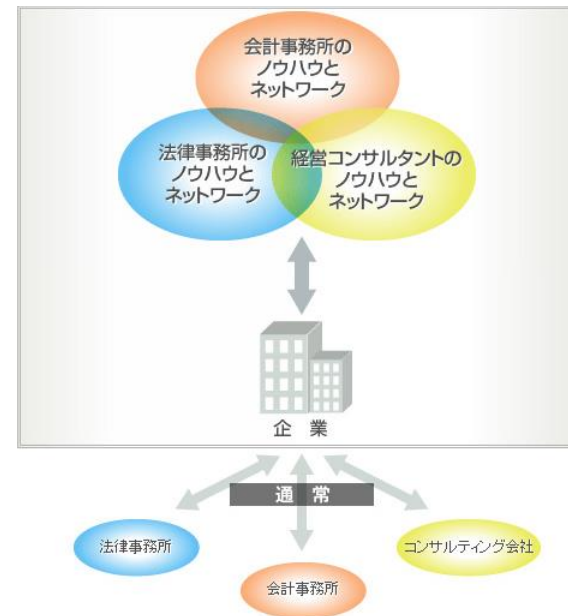 会計事務所の
ノウハウと
ネットワーク
法律事務所の
ノウハウと
ネットワーク
経営コンサルタントの
ノウハウと
ネットワーク
企　業
通　常
法律事務所
会計事務所
コンサルティング会社